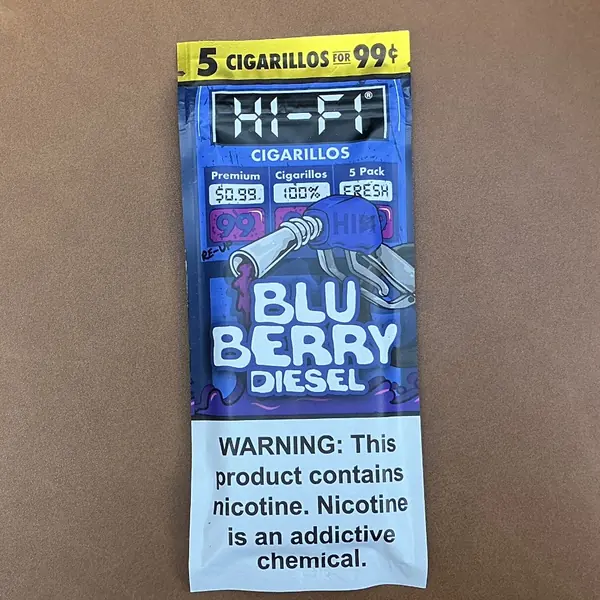 5 CIGARILLOS FOR 99¢
HI-FI®
CIGARILLOS
Premium Cigarillos 5 Pack
$0.99. 100% FRESH
99
HI-FI
RE-UP
BLU
BERRY
DIESEL
WARNING: This
product contains
nicotine. Nicotine
is an addictive
chemical.